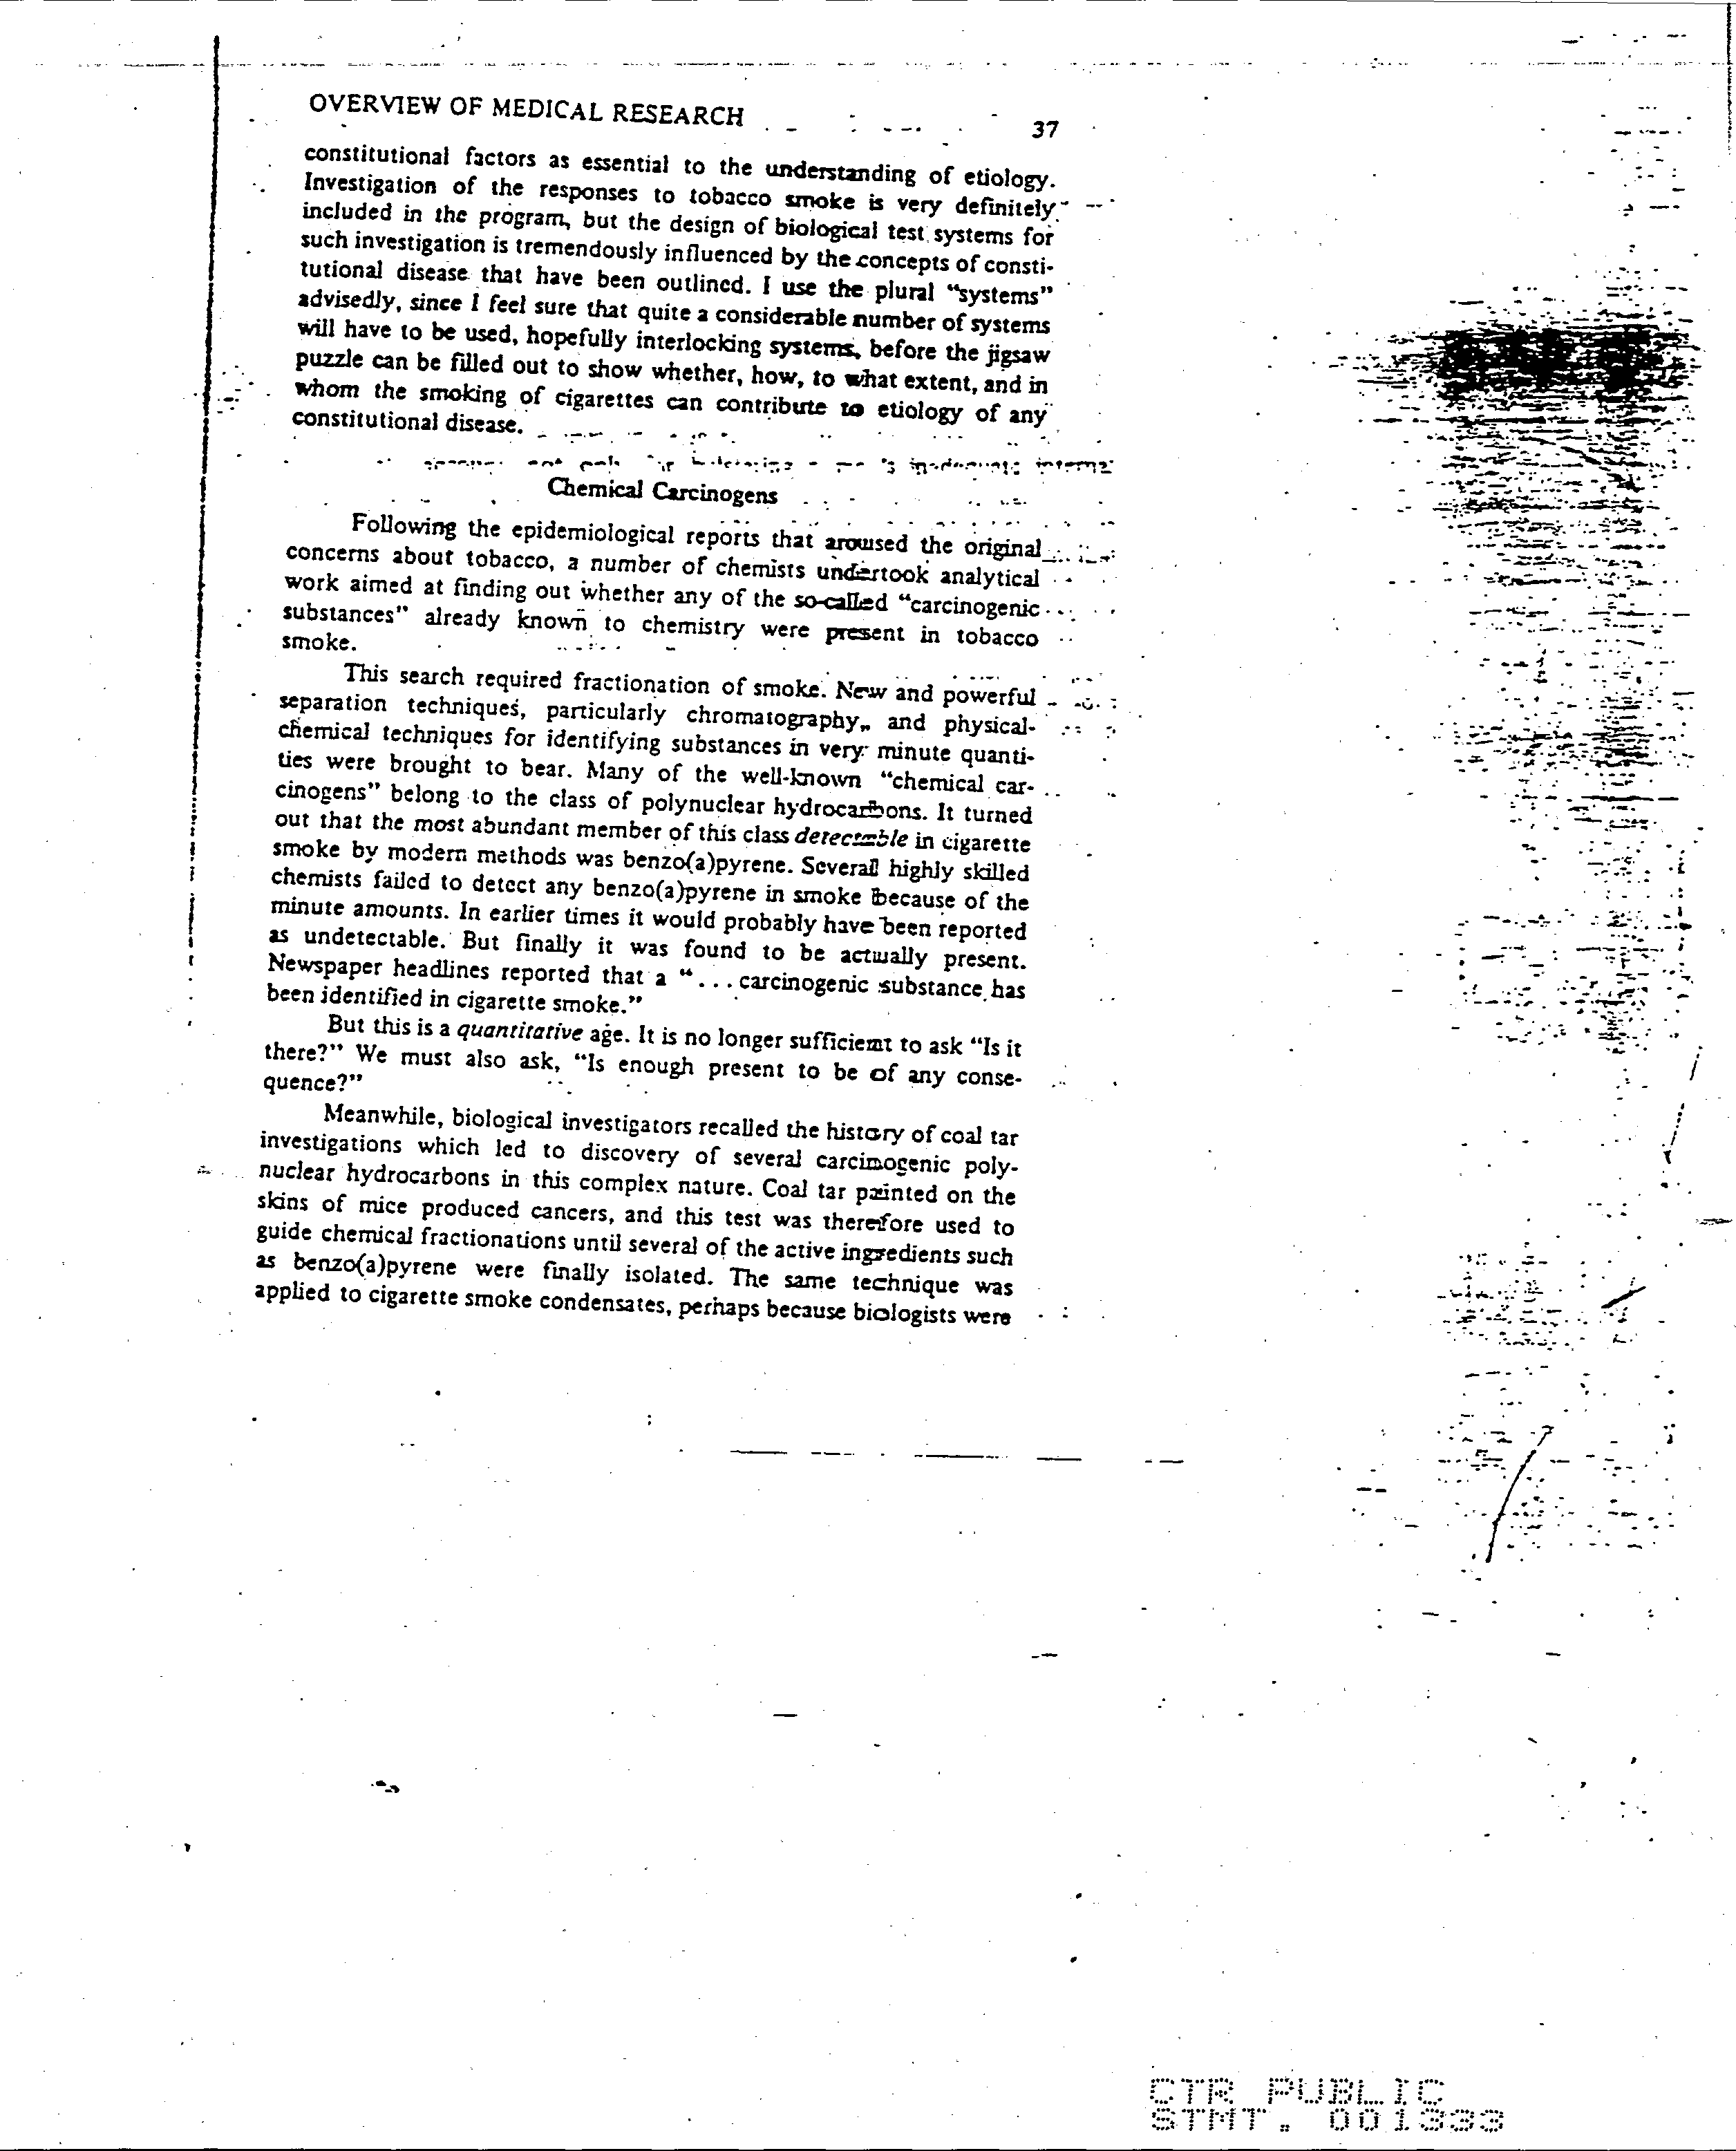 OVERVIEW OF MEDICAL RESEARCH 37
constitutional factors as essential to the understanding of etiology.
Investigation of the responses to tobacco smoke is very definitely
included in the program, but the design of biological test systems for
such investigation is tremendously influenced by the concepts of consti-
tutional disease that have been outlined. I use the plural “systems”
advisedly, since I feel sure that quite a considerable number of systems
will have to be used, hopefully interlocking systems, before the jigsaw
puzzle can be filled out to show whether, how, to what extent, and in
whom the smoking of cigarettes can contribute to etiology of any
constitutional disease.
Chemical Carcinogens
Following the epidemiological reports that aroused the original
concerns about tobacco, a number of chemists undertook analytical
work aimed at finding out whether any of the so-called “carcinogenic
substances” already known to chemistry were present in tobacco
smoke.
This search required fractionation of smoke. New and powerful
separation techniques, particularly chromatography, and physical-
chemical techniques for identifying substances in very minute quanti-
ties were brought to bear. Many of the well-known “chemical car-
cinogens” belong to the class of polynuclear hydrocarbons. It turned
out that the most abundant member of this class detectable in cigarette
smoke by modern methods was benzo(a)pyrene. Several highly skilled
chemists failed to detect any benzo(a)pyrene in smoke because of the
minute amounts. In earlier times it would probably have been reported
as undetectable. But finally it was found to be actually present.
Newspaper headlines reported that a “... carcinogenic substance has
been identified in cigarette smoke.”
But this is a quantitative age. It is no longer sufficient to ask “Is it
there?” We must also ask, “Is enough present to be of any conse-
quence?”
Meanwhile, biological investigators recalled the history of coal tar
investigations which led to discovery of several carcinogenic poly-
nuclear hydrocarbons in this complex nature. Coal tar painted on the
skins of mice produced cancers, and this test was therefore used to
guide chemical fractionations until several of the active ingredients such
as benzo(a)pyrene were finally isolated. The same technique was
applied to cigarette smoke condensates, perhaps because biologists were
CTR PUBLIC
STMT. 001333